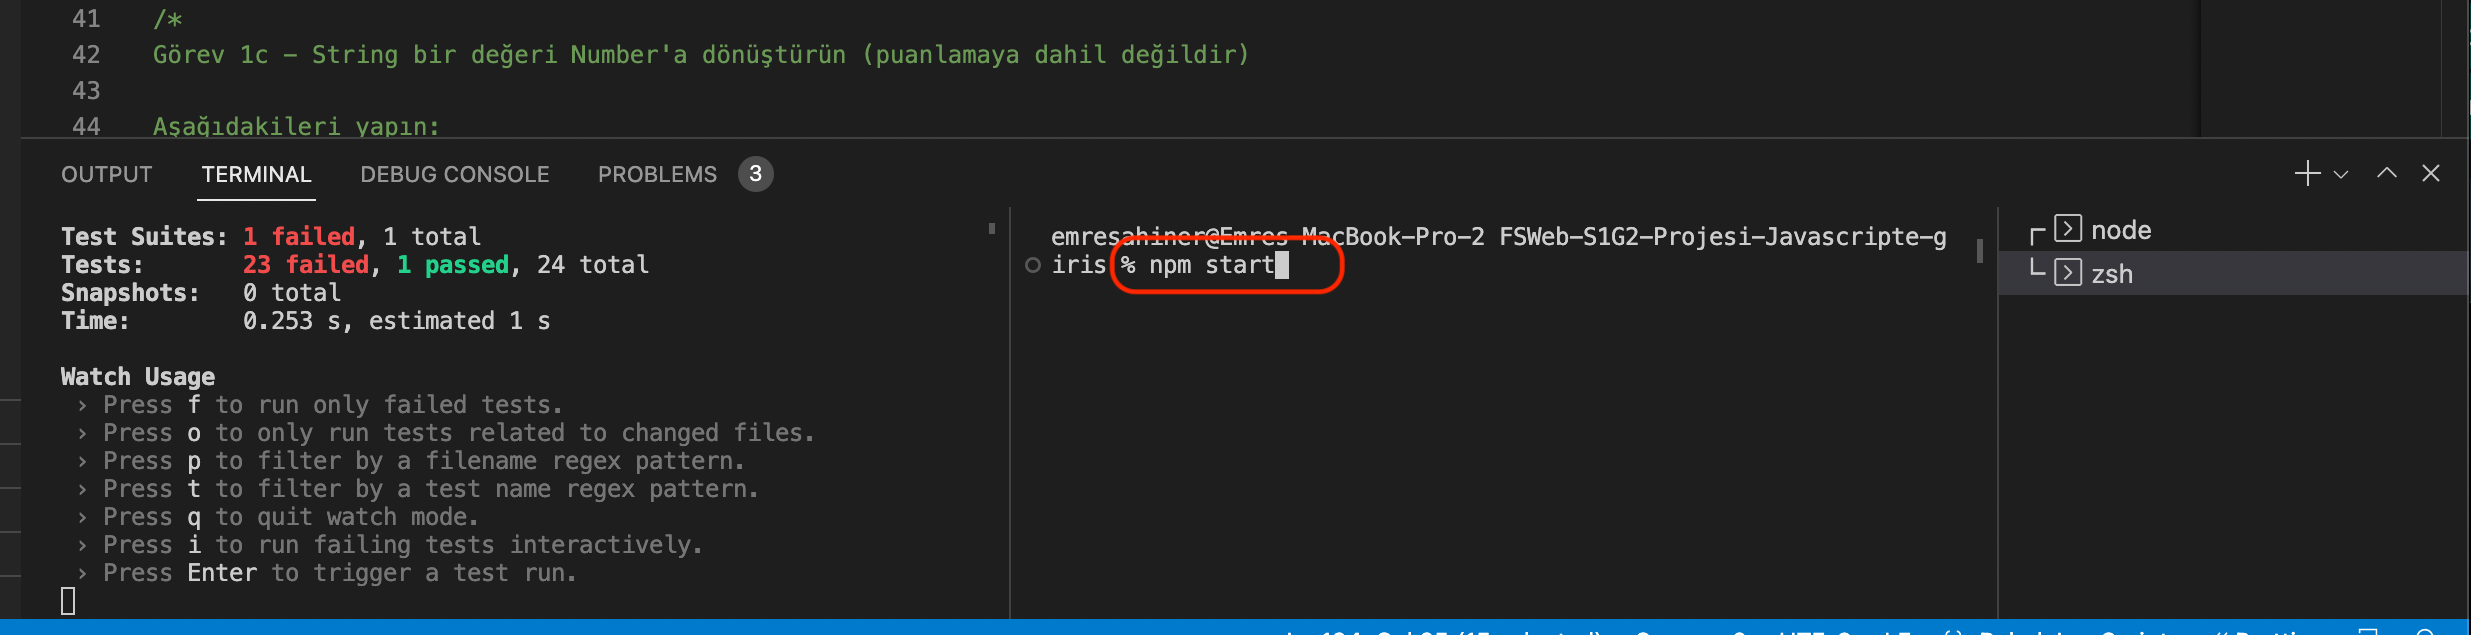 41 /*
42 Görev 1c - String bir değeri Number'a dönüştürün (puanlamaya dahil değildir)
43
44 Aşağıdakileri yapın:
OUTPUT TERMINAL DEBUG CONSOLE PROBLEMS 3
Test Suites: 1 failed, 1 total
Tests: 23 failed, 1 passed, 24 total
Snapshots: 0 total
Time: 0.253 s, estimated 1 s
Watch Usage
› Press f to run only failed tests.
› Press o to only run tests related to changed files.
› Press p to filter by a filename regex pattern.
› Press t to filter by a test name regex pattern.
› Press q to quit watch mode.
› Press i to run failing tests interactively.
› Press Enter to trigger a test run.
emresahiner@Emres MacBook-Pro-2 FSWeb-S1G2-Projesi-Javascripte-g
iris % npm start
node
zsh